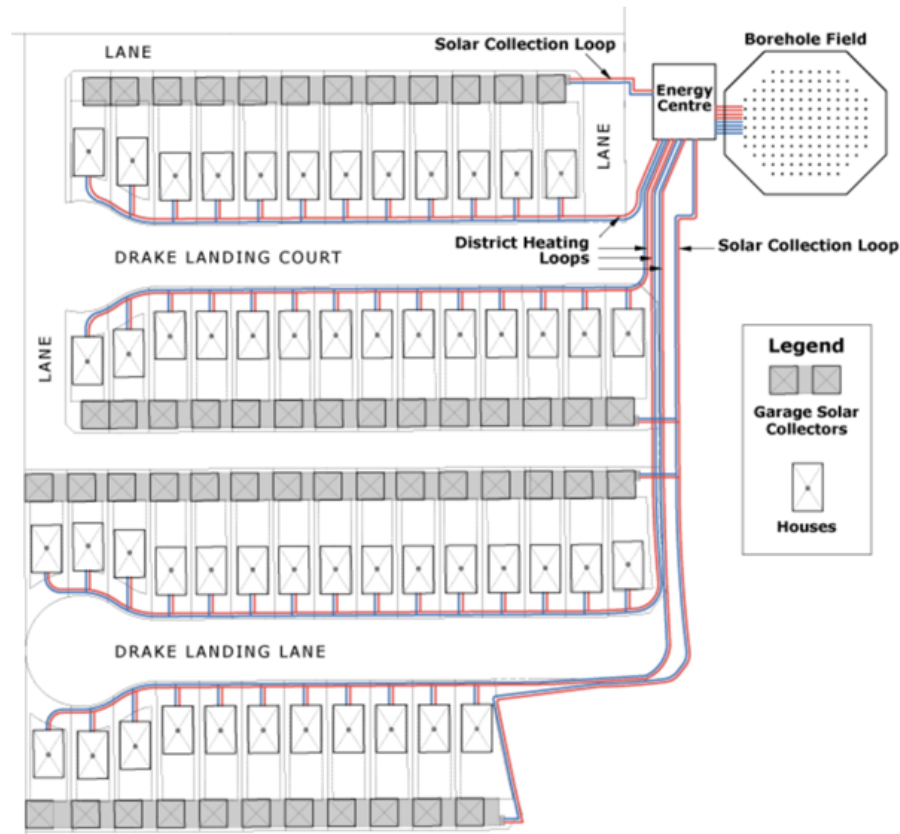 LANE
Solar Collection Loop
Borehole Field
Energy
Centre
LANE
DRAKE LANDING COURT
District Heating
Loops
Solar Collection Loop
LANE
Legend
Garage Solar
Collectors
Houses
DRAKE LANDING LANE